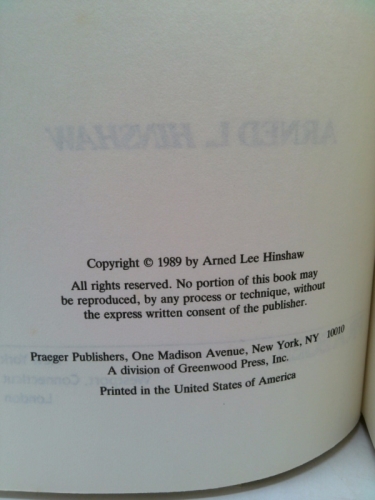 ARNED L. HINSHAW
Copyright © 1989 by Arned Lee Hinshaw
All rights reserved. No portion of this book may
be reproduced, by any process or technique, without
the express written consent of the publisher.
Praeger Publishers, One Madison Avenue, New York, NY 10010
A division of Greenwood Press, Inc.
Printed in the United States of America
Connecticut
London